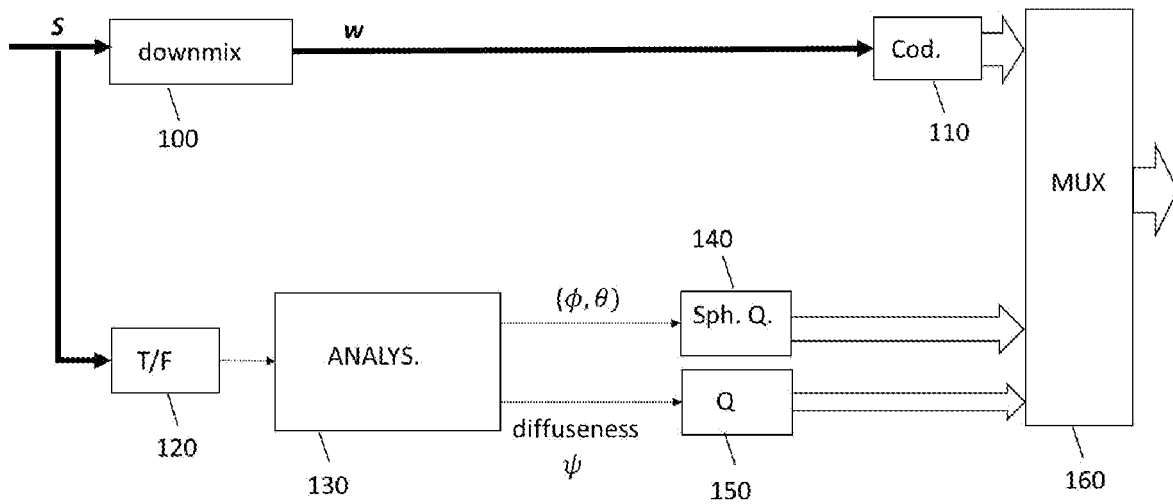 S
w
downmix
Cod.
100
110
MUX
140
(ϕ, θ)
Sph. Q.
T/F
ANALYS.
Q
diffuseness
ψ
120
130
150
160